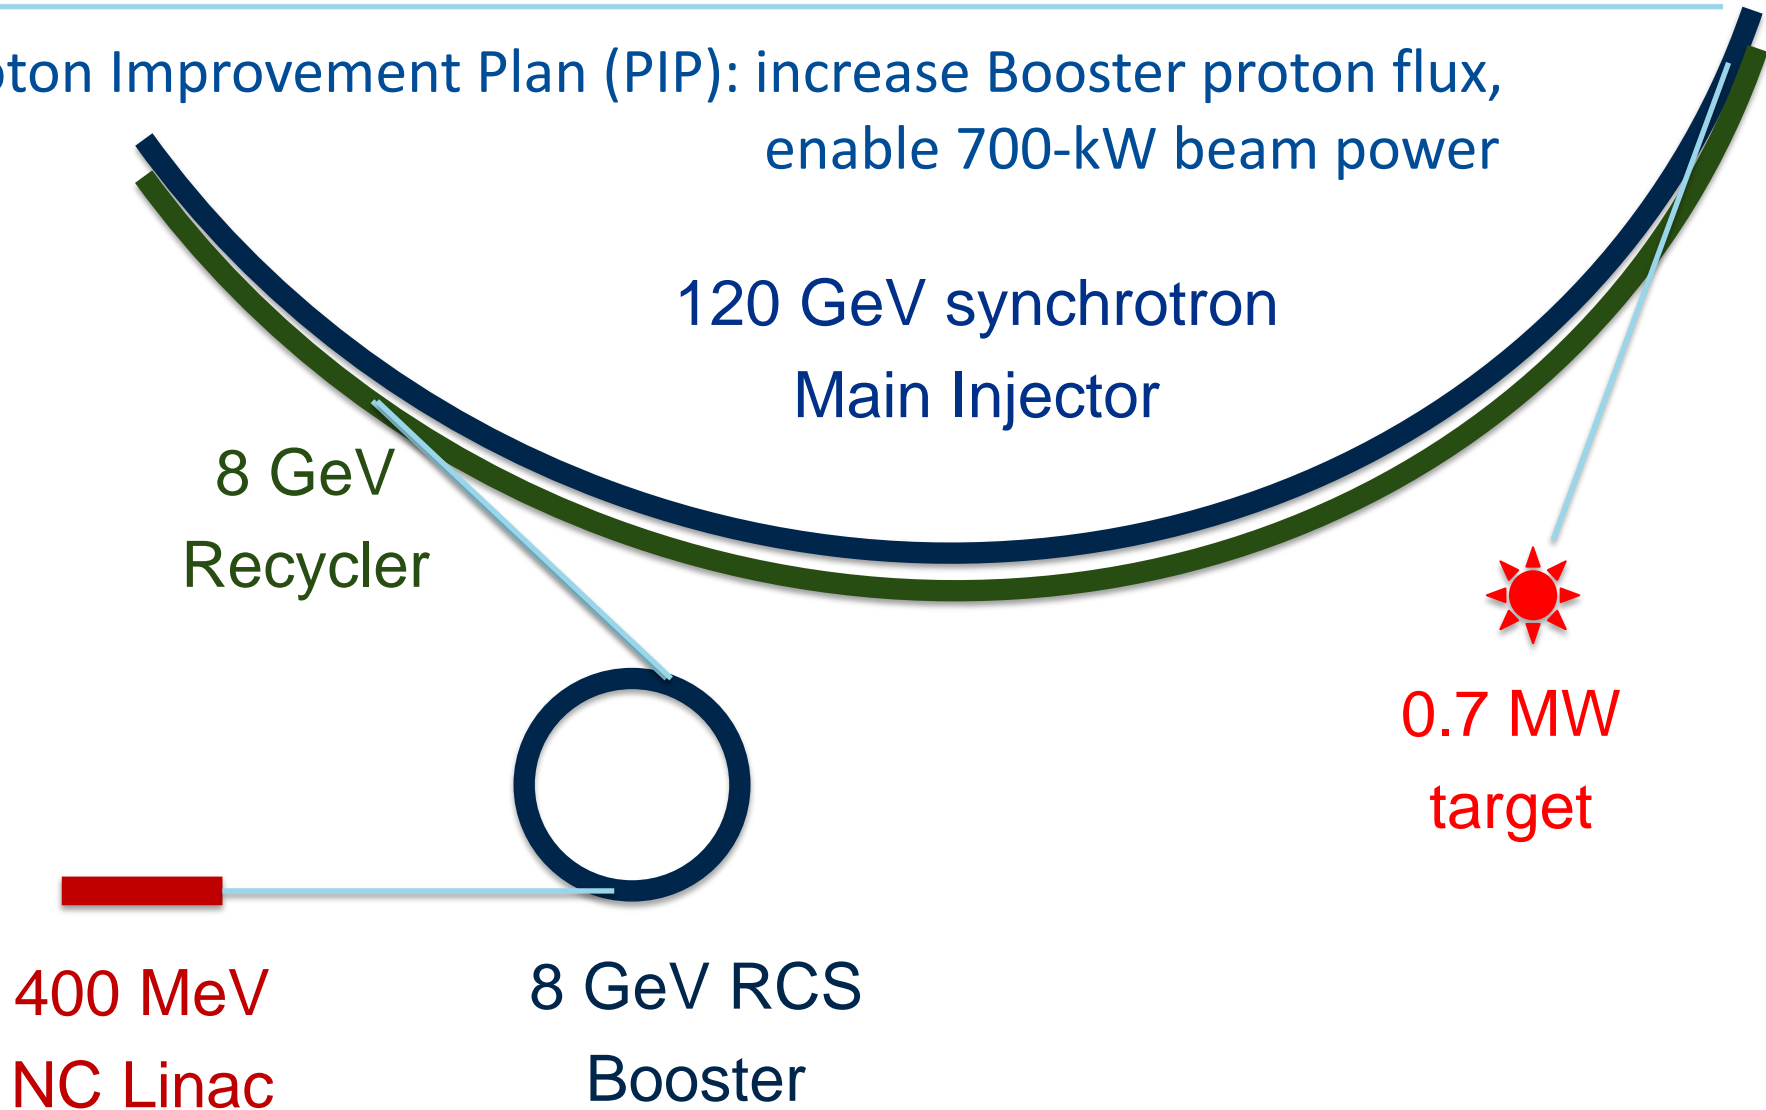 oton Improvement Plan (PIP): increase Booster proton flux,
enable 700-kW beam power
120 GeV synchrotron
Main Injector
8 GeV
Recycler
0.7 MW
target
400 MeV
NC Linac
8 GeV RCS
Booster